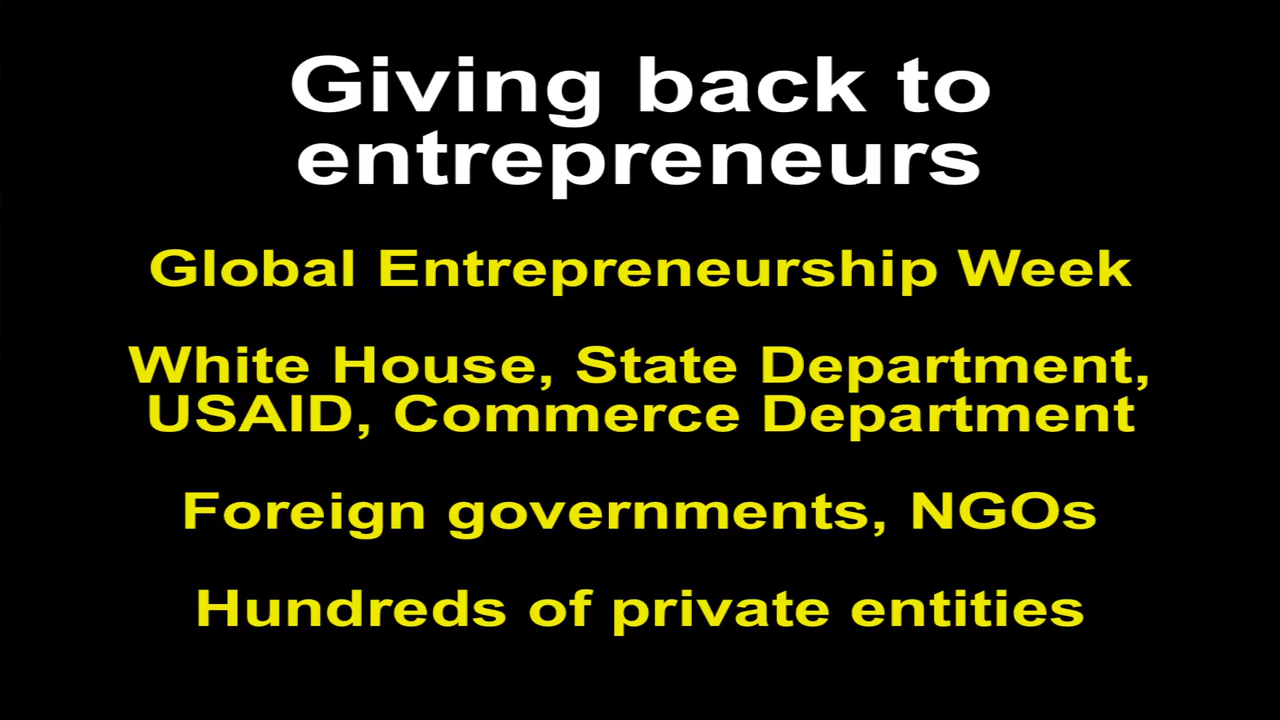 Giving back to
entrepreneurs
Global Entrepreneurship Week
White House, State Department,
USAID, Commerce Department
Foreign governments, NGOs
Hundreds of private entities